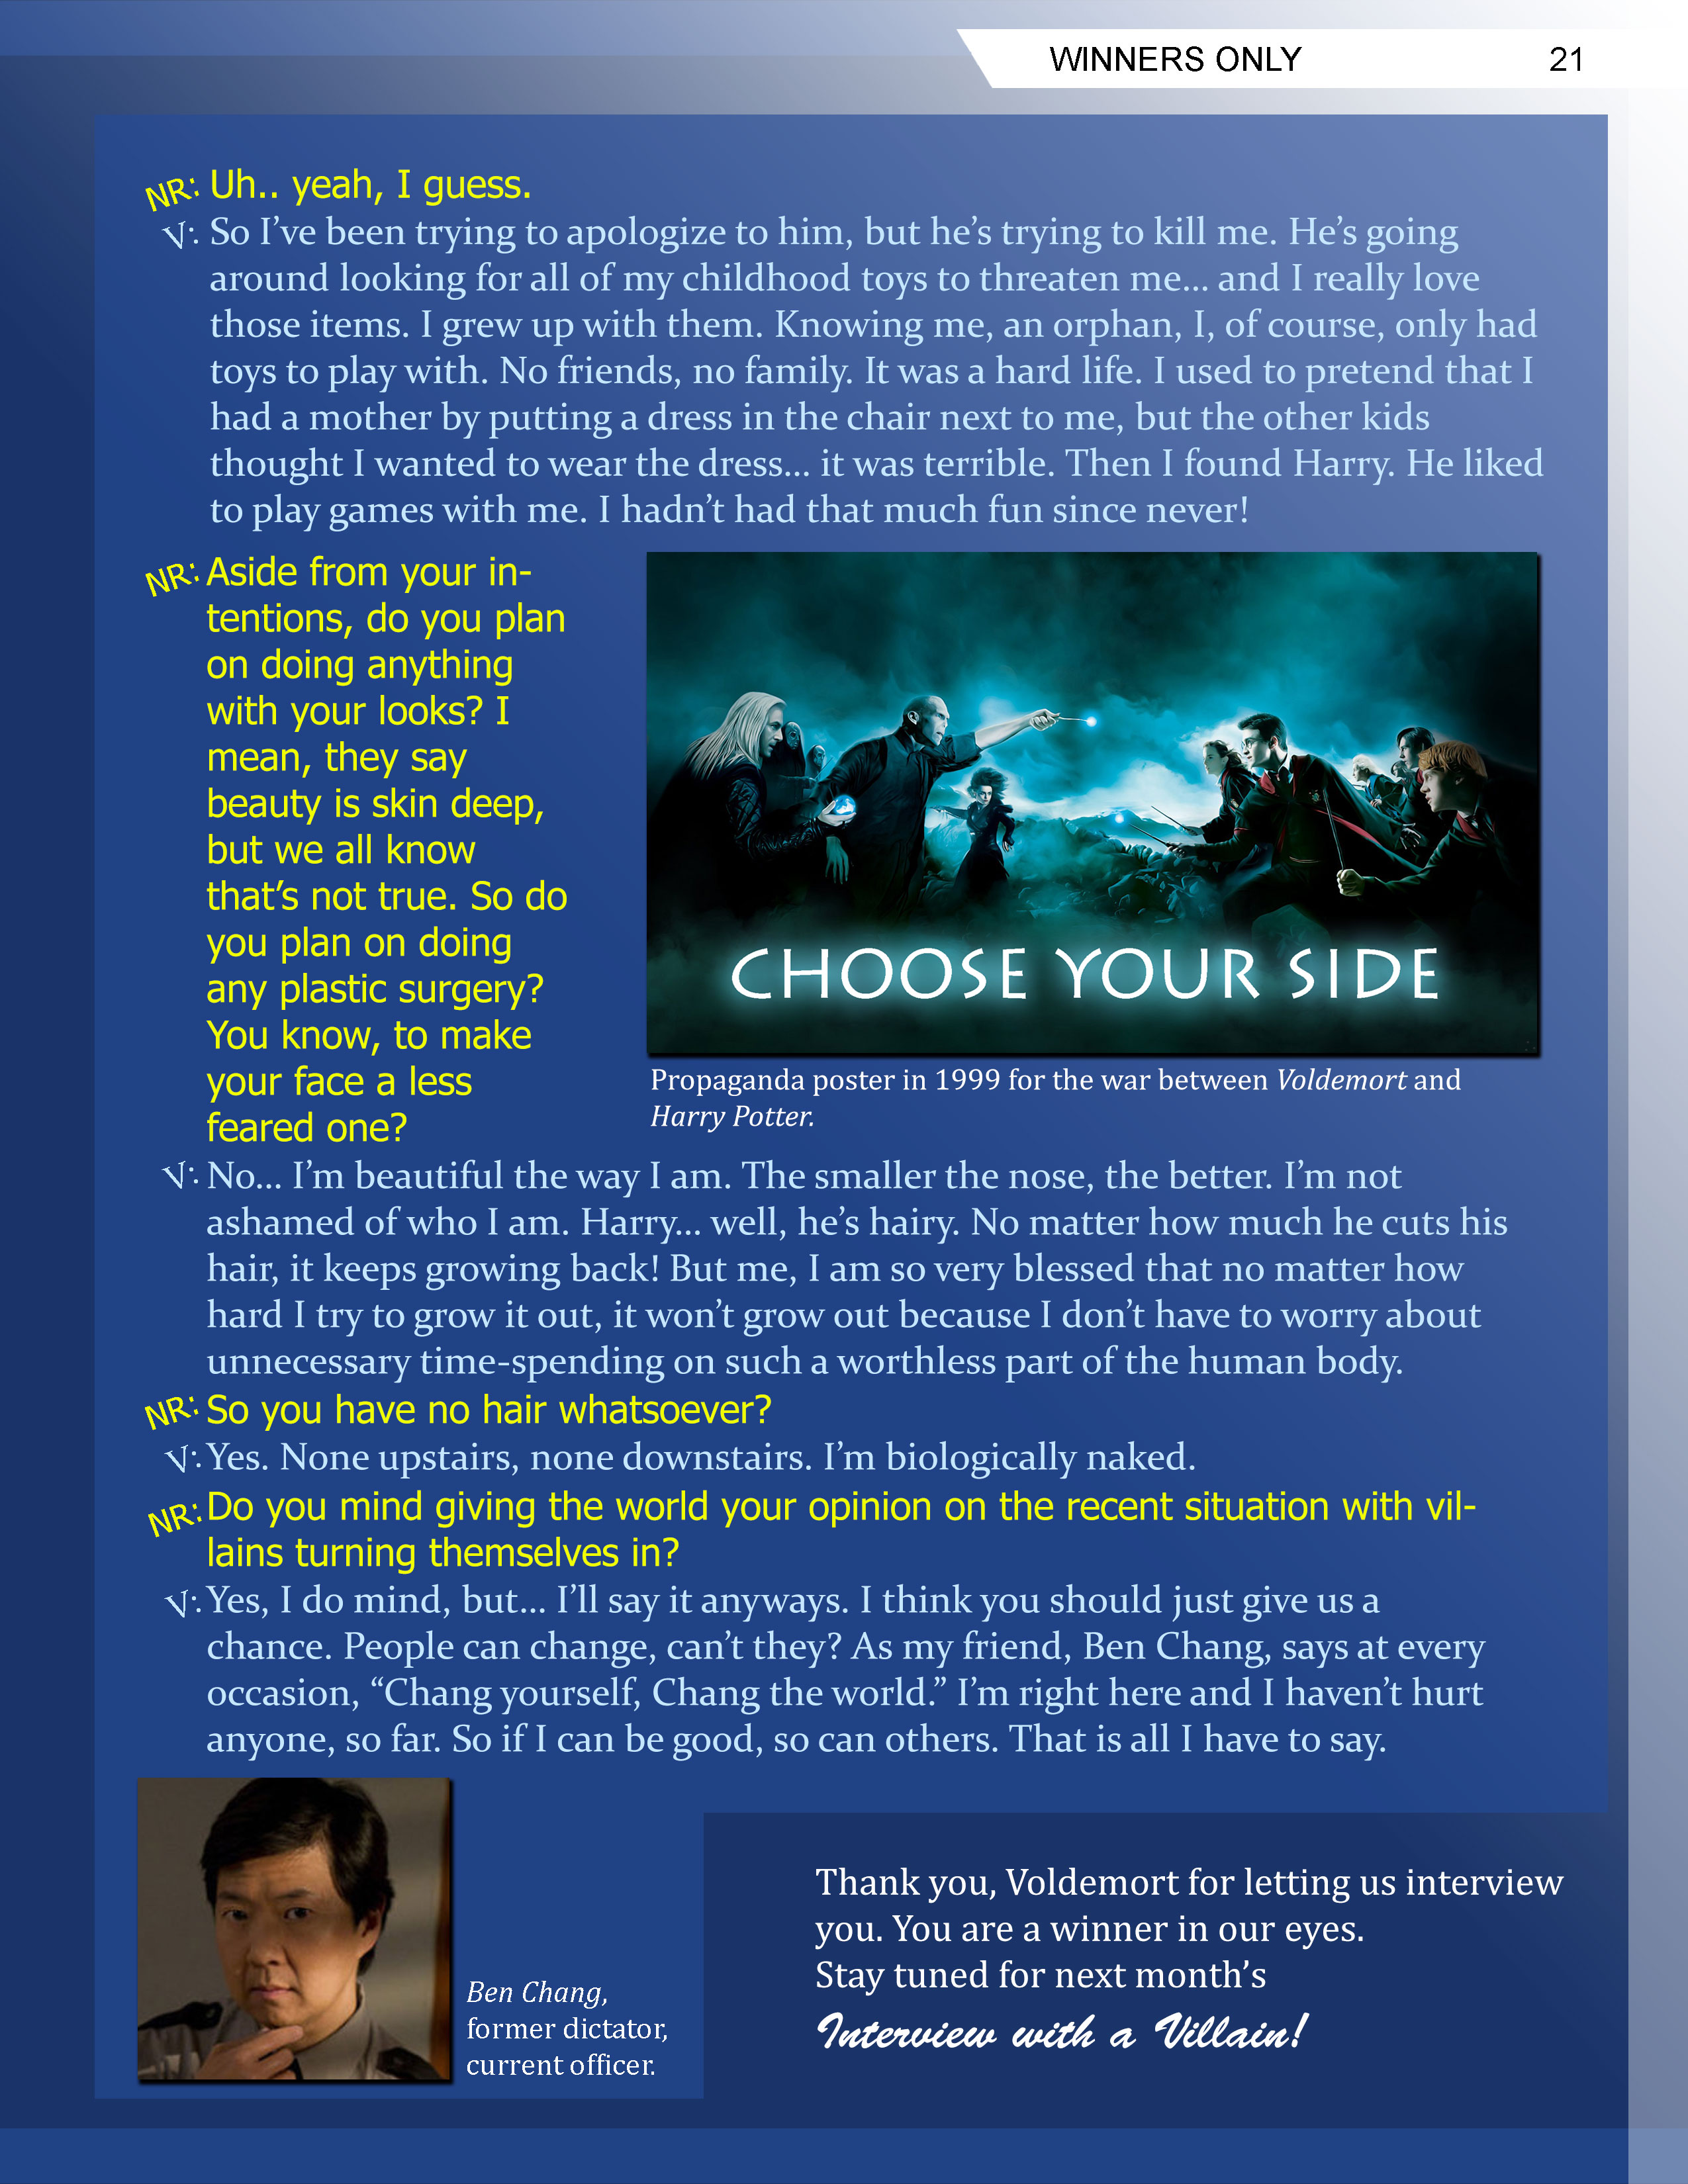 WINNERS ONLY 21
NR: Uh.. yeah, I guess.
V: So I’ve been trying to apologize to him, but he’s trying to kill me. He’s going
around looking for all of my childhood toys to threaten me... and I really love
those items. I grew up with them. Knowing me, an orphan, I, of course, only had
toys to play with. No friends, no family. It was a hard life. I used to pretend that I
had a mother by putting a dress in the chair next to me, but the other kids
thought I wanted to wear the dress... it was terrible. Then I found Harry. He liked
to play games with me. I hadn’t had that much fun since never!
NR: Aside from your in-
tentions, do you plan
on doing anything
with your looks? I
mean, they say
beauty is skin deep,
but we all know
that’s not true. So do
you plan on doing
any plastic surgery?
You know, to make
your face a less
feared one?
CHOOSE YOUR SIDE
Propaganda poster in 1999 for the war between Voldemort and
Harry Potter.
V: No... I’m beautiful the way I am. The smaller the nose, the better. I’m not
ashamed of who I am. Harry... well, he’s hairy. No matter how much he cuts his
hair, it keeps growing back! But me, I am so very blessed that no matter how
hard I try to grow it out, it won’t grow out because I don’t have to worry about
unnecessary time-spending on such a worthless part of the human body.
NR: So you have no hair whatsoever?
V: Yes. None upstairs, none downstairs. I’m biologically naked.
NR: Do you mind giving the world your opinion on the recent situation with vil-
lains turning themselves in?
V: Yes, I do mind, but... I’ll say it anyways. I think you should just give us a
chance. People can change, can’t they? As my friend, Ben Chang, says at every
occasion, “Chang yourself, Chang the world.” I’m right here and I haven’t hurt
anyone, so far. So if I can be good, so can others. That is all I have to say.
Ben Chang,
former dictator,
current officer.
Thank you, Voldemort for letting us interview
you. You are a winner in our eyes.
Stay tuned for next month’s
Interview with a Villain!